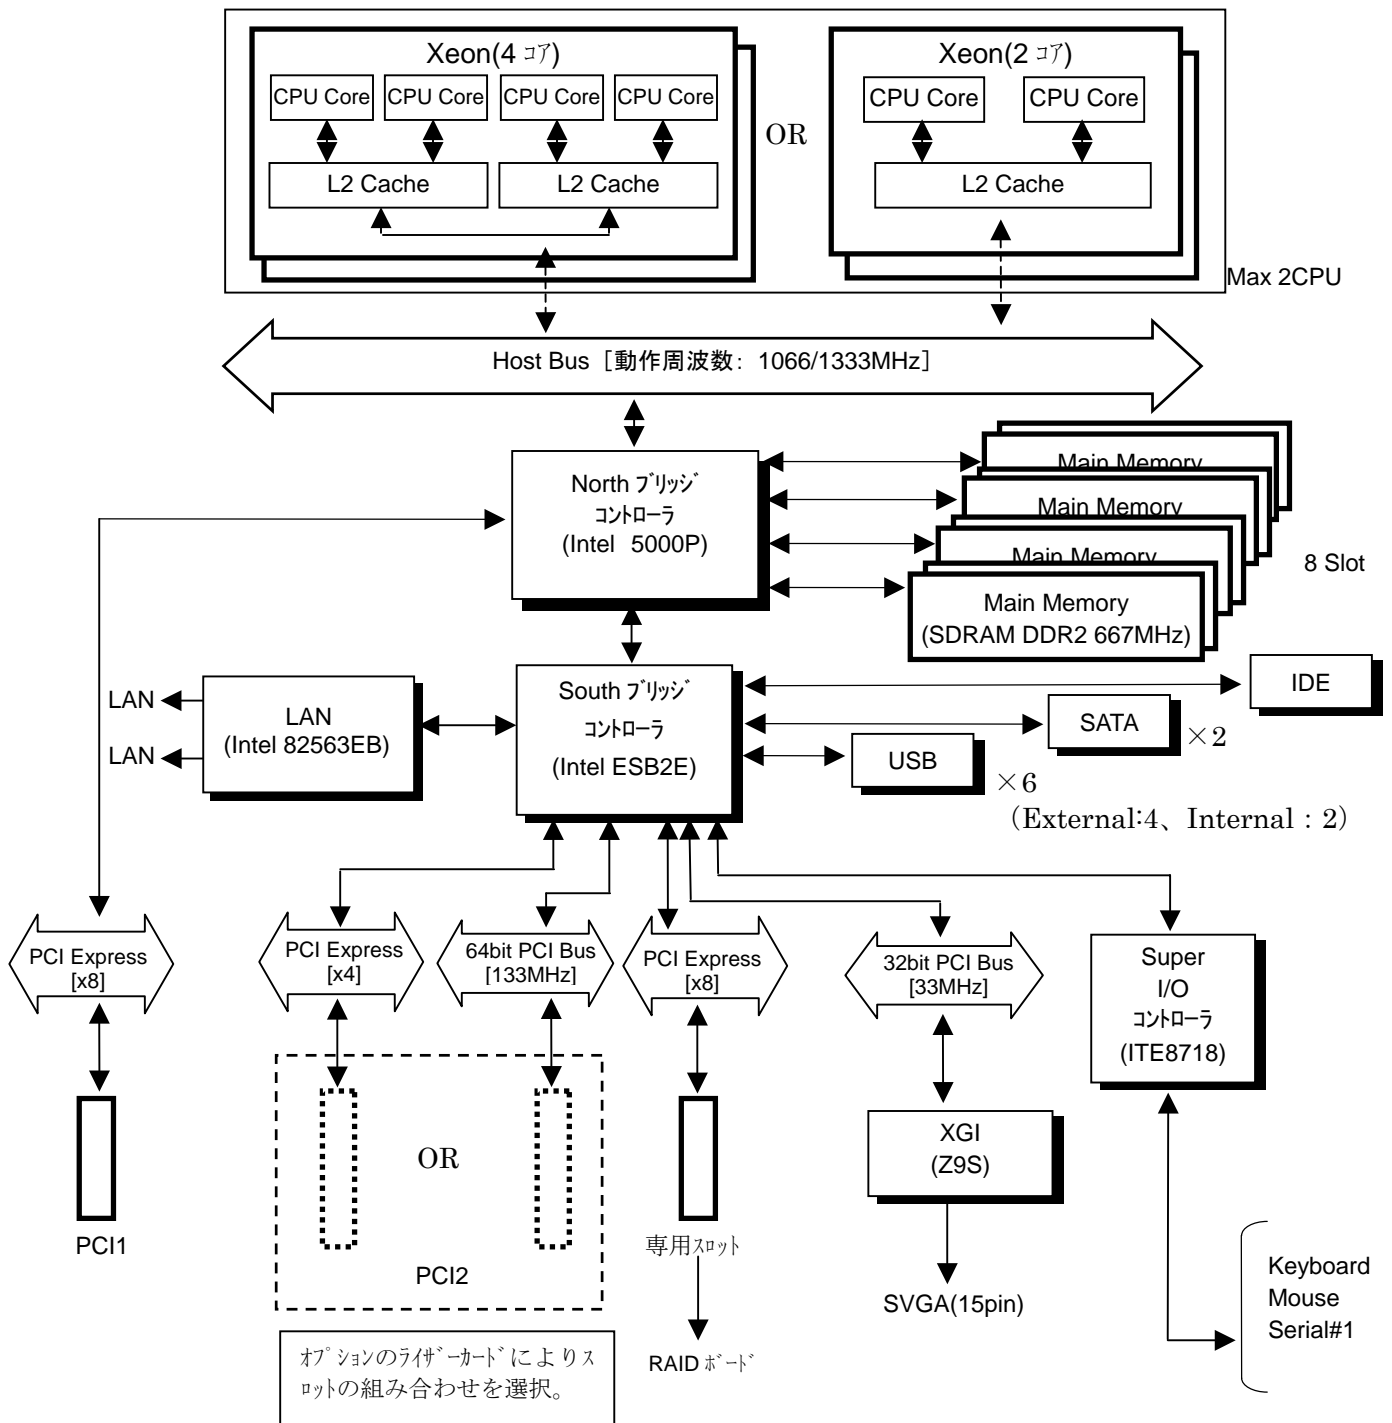 Xeon(4 コア)
CPU Core CPU Core CPU Core CPU Core
L2 Cache L2 Cache
OR
Xeon(2 コア)
CPU Core CPU Core
L2 Cache
Max 2CPU
Host Bus [動作周波数: 1066/1333MHz]
North ブリッジ
コントローラ
(Intel 5000P)
Main Memory
Main Memory
Main Memory
Main Memory
(SDRAM DDR2 667MHz)
8 Slot
LAN
LAN
LAN
(Intel 82563EB)
South ブリッジ
コントローラ
(Intel ESB2E)
IDE
SATA
×2
USB
×6
(External:4、Internal:2)
PCI Express
[x8]
PCI Express
[x4]
64bit PCI Bus
[133MHz]
PCI Express
[x8]
32bit PCI Bus
[33MHz]
Super
I/O
コントローラ
(ITE8718)
PCI1
OR
PCI2
専用スロット
RAID ボード
XGI
(Z9S)
SVGA(15pin)
Keyboard
Mouse
Serial#1
オプションのライザーカードによりス
ロットの組み合わせを選択。